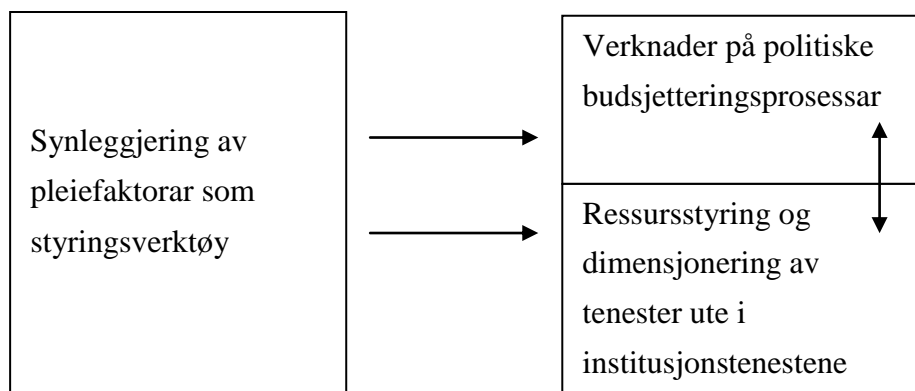 Synleggjering av
pleiefaktorar som
styringsverktøy
Verknader på politiske
budsjetteringsprosessar
Ressursstyring og
dimensjonering av
tenester ute i
institusjonstenestene